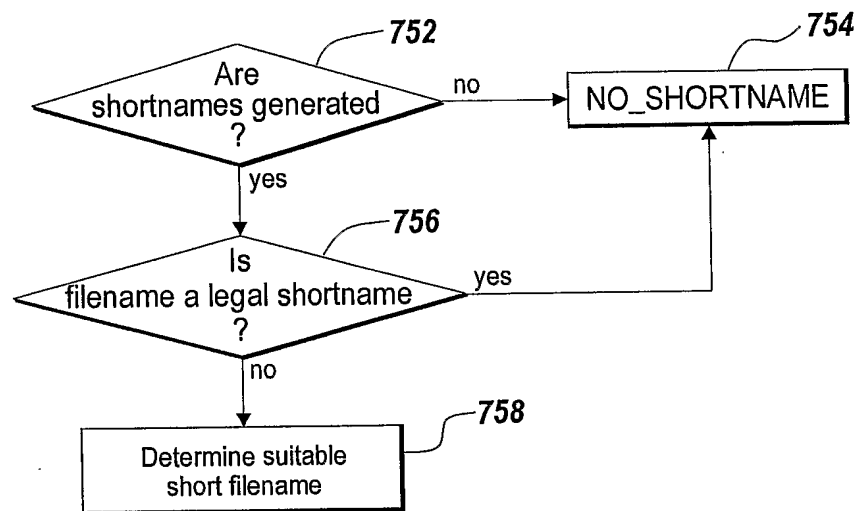 752
754
Are
shortnames generated
?
no
NO_SHORTNAME
yes
756
Is
filename a legal shortname
?
yes
no
758
Determine suitable
short filename